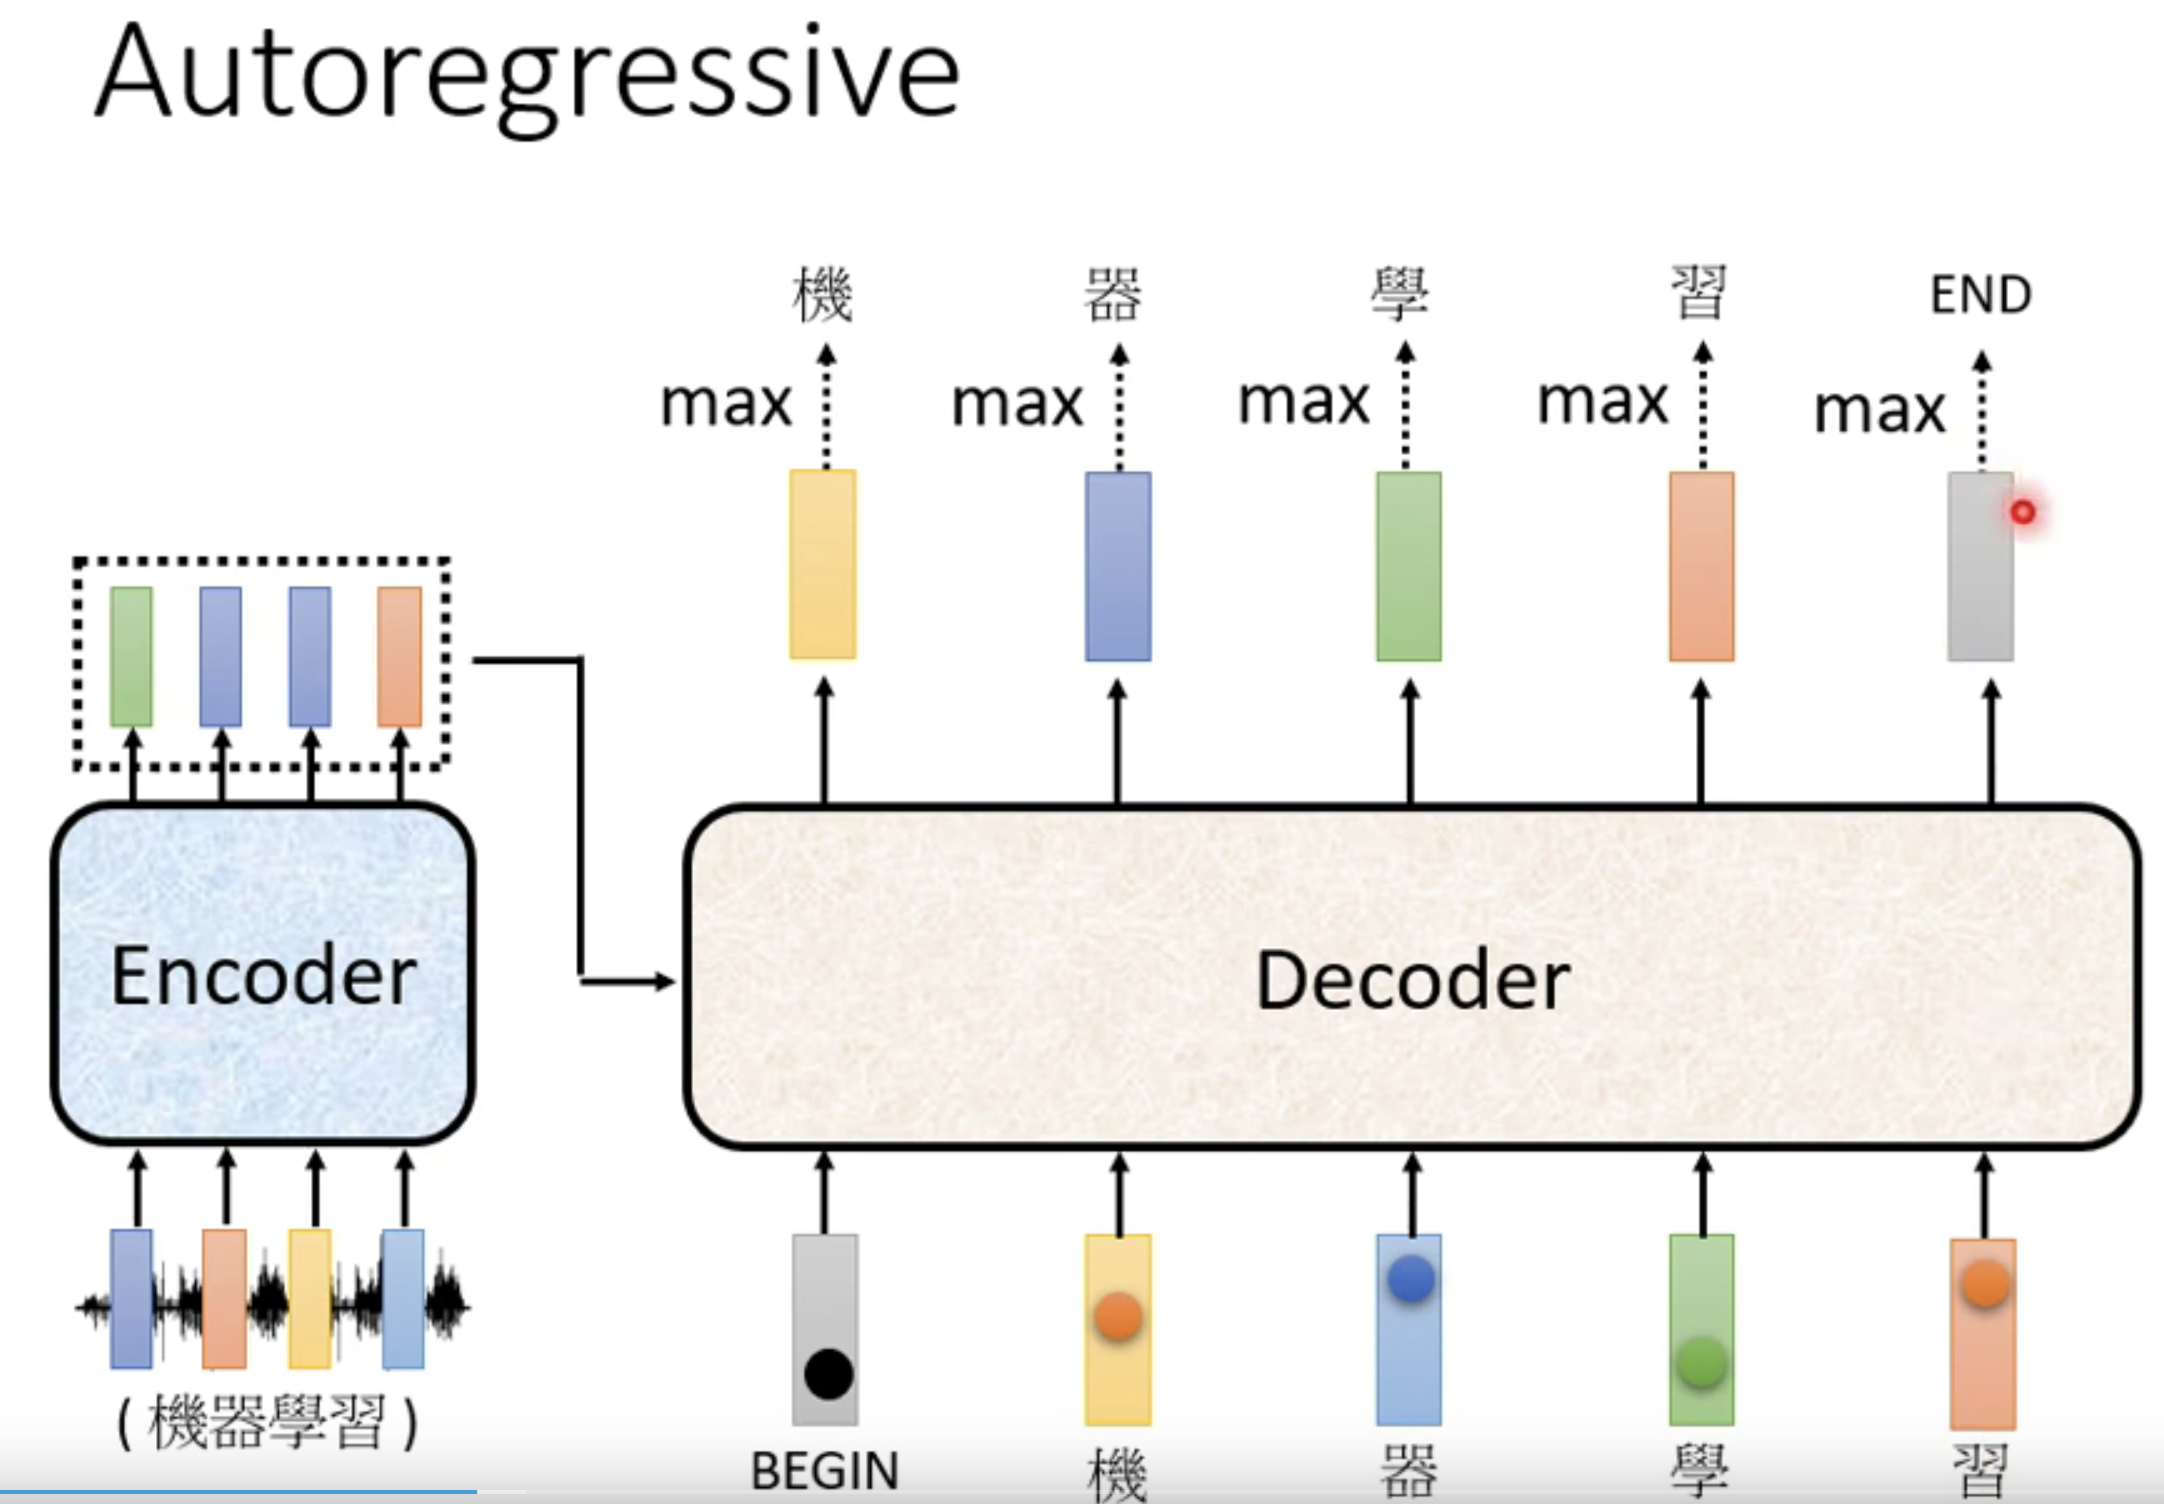 Autoregressive
機 器 學 習 END
max max max max max
Encoder
Decoder
(機器學習)
BEGIN 機 器 學 習